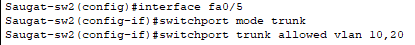 Saugat-sw2(config)#interface fa0/5
Saugat-sw2(config-if)#switchport mode trunk
Saugat-sw2(config-if)#switchport trunk allowed vlan 10,20